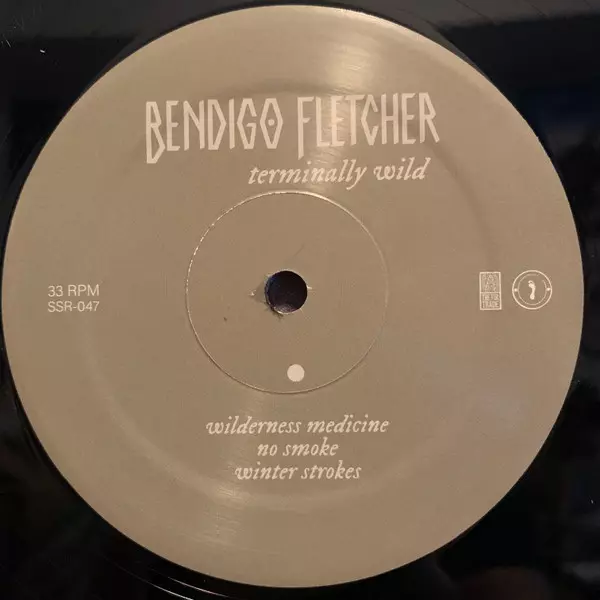 BENDIGO FLETCHER
terminally wild
33 RPM
SSR-047
wilderness medicine
no smoke
winter strokes